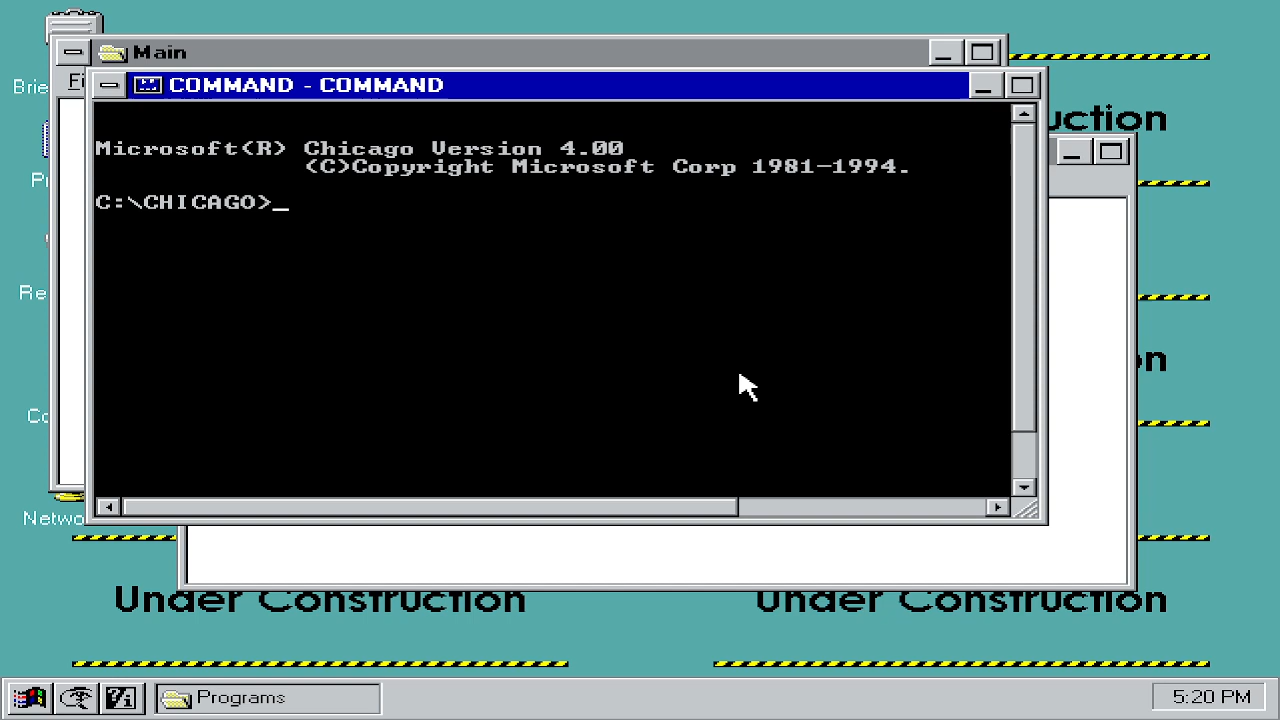 Main
COMMAND - COMMAND
Microsoft(R) Chicago Version 4.00
(C)Copyright Microsoft Corp 1981-1994.
C:\CHICAGO>_
Under Construction
Under Construction
Programs
5:20 PM